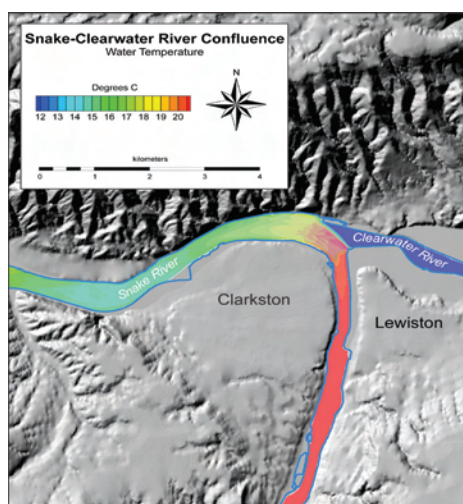 Snake-Clearwater River Confluence
Water Temperature
Degrees C
12 13 14 15 16 17 18 19 20
N
kilometers
0 1 2 3 4
Clearwater River
Snake River
Clarkston
Lewiston